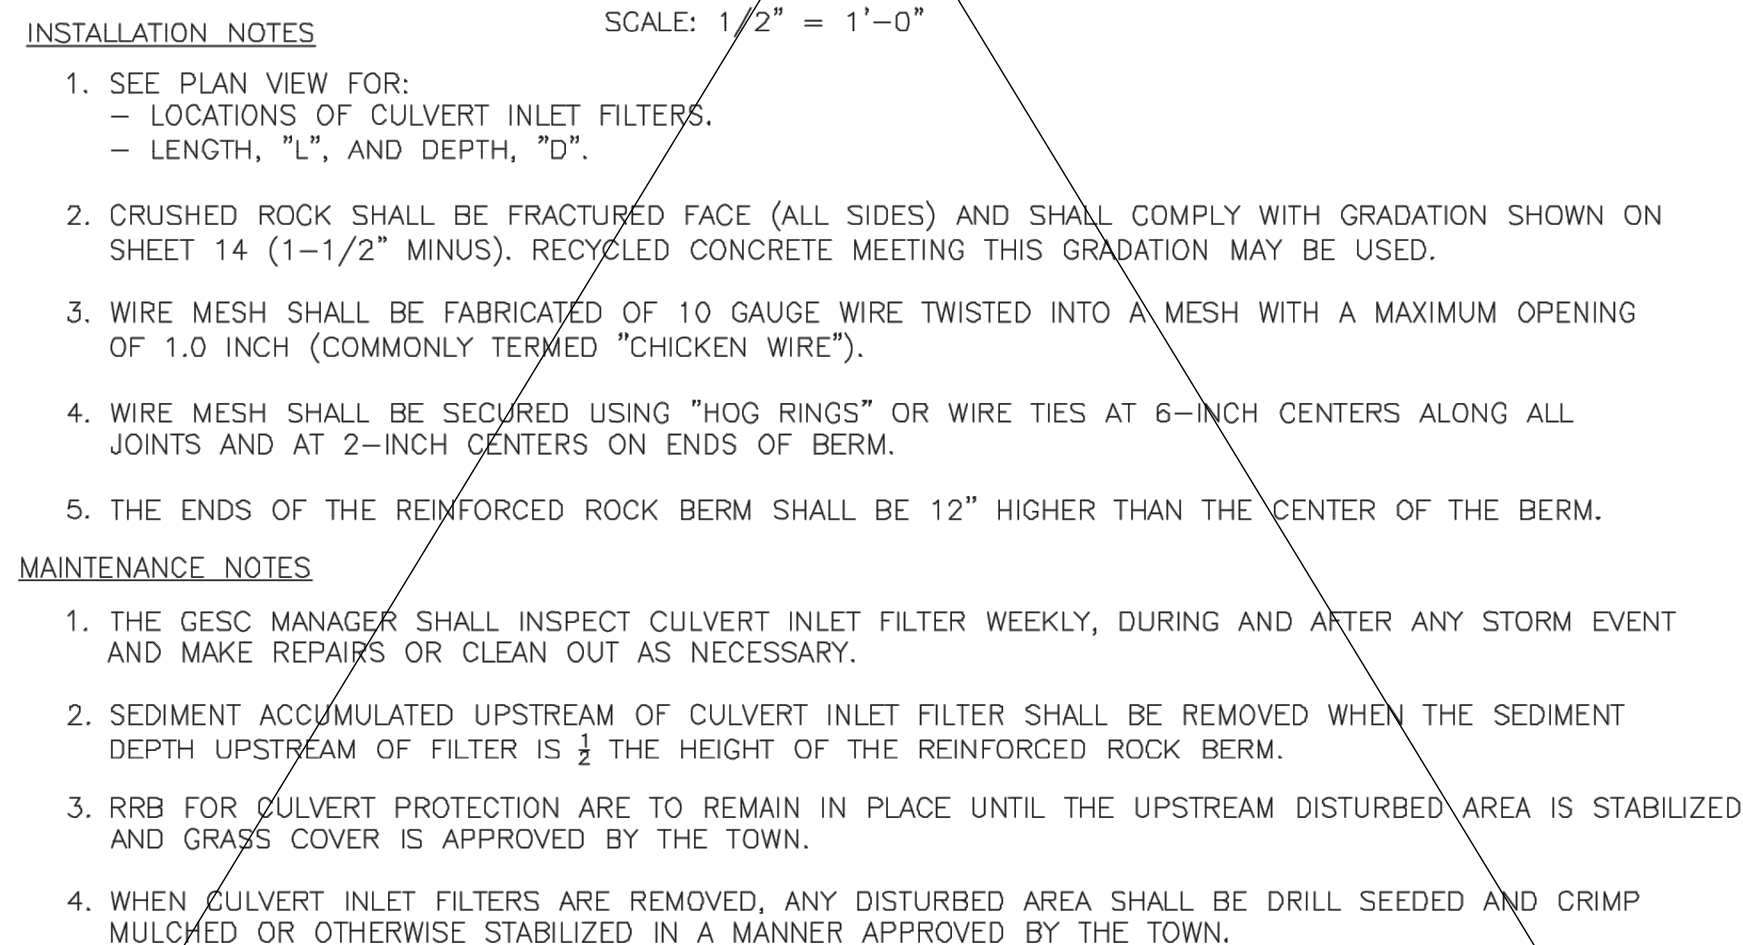 SCALE: 1/2" = 1'-0"
INSTALLATION NOTES
1. SEE PLAN VIEW FOR:
– LOCATIONS OF CULVERT INLET FILTERS.
– LENGTH, "L", AND DEPTH, "D".
2. CRUSHED ROCK SHALL BE FRACTURED FACE (ALL SIDES) AND SHALL COMPLY WITH GRADATION SHOWN ON
SHEET 14 (1-1/2" MINUS). RECYCLED CONCRETE MEETING THIS GRADATION MAY BE USED.
3. WIRE MESH SHALL BE FABRICATED OF 10 GAUGE WIRE TWISTED INTO A MESH WITH A MAXIMUM OPENING
OF 1.0 INCH (COMMONLY TERMED "CHICKEN WIRE").
4. WIRE MESH SHALL BE SECURED USING "HOG RINGS" OR WIRE TIES AT 6-INCH CENTERS ALONG ALL
JOINTS AND AT 2-INCH CENTERS ON ENDS OF BERM.
5. THE ENDS OF THE REINFORCED ROCK BERM SHALL BE 12" HIGHER THAN THE CENTER OF THE BERM.
MAINTENANCE NOTES
1. THE GESC MANAGER SHALL INSPECT CULVERT INLET FILTER WEEKLY, DURING AND AFTER ANY STORM EVENT
AND MAKE REPAIRS OR CLEAN OUT AS NECESSARY.
2. SEDIMENT ACCUMULATED UPSTREAM OF CULVERT INLET FILTER SHALL BE REMOVED WHEN THE SEDIMENT
DEPTH UPSTREAM OF FILTER IS ½ THE HEIGHT OF THE REINFORCED ROCK BERM.
3. RRB FOR CULVERT PROTECTION ARE TO REMAIN IN PLACE UNTIL THE UPSTREAM DISTURBED AREA IS STABILIZED
AND GRASS COVER IS APPROVED BY THE TOWN.
4. WHEN CULVERT INLET FILTERS ARE REMOVED, ANY DISTURBED AREA SHALL BE DRILL SEEDED AND CRIMP
MULCHED OR OTHERWISE STABILIZED IN A MANNER APPROVED BY THE TOWN.